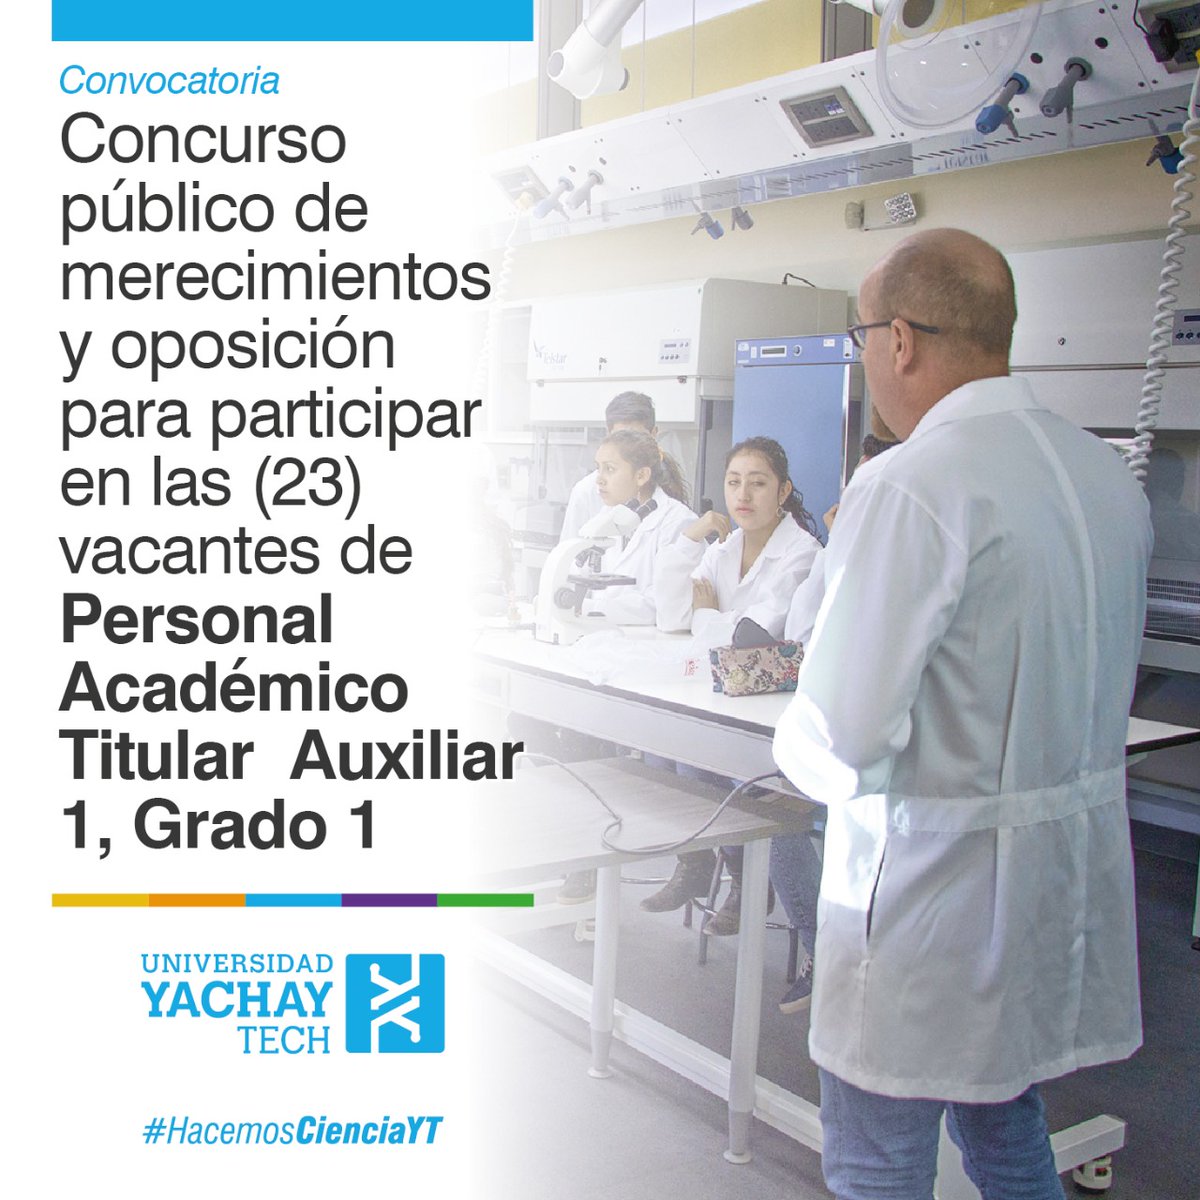 Convocatoria
Concurso
público de
merecimientos
y oposición
para participar
en las (23)
vacantes de
Personal
Académico
Titular  Auxiliar
1, Grado 1
UNIVERSIDAD
YACHAY
TECH
#HacemosCienciaYT
Telstar